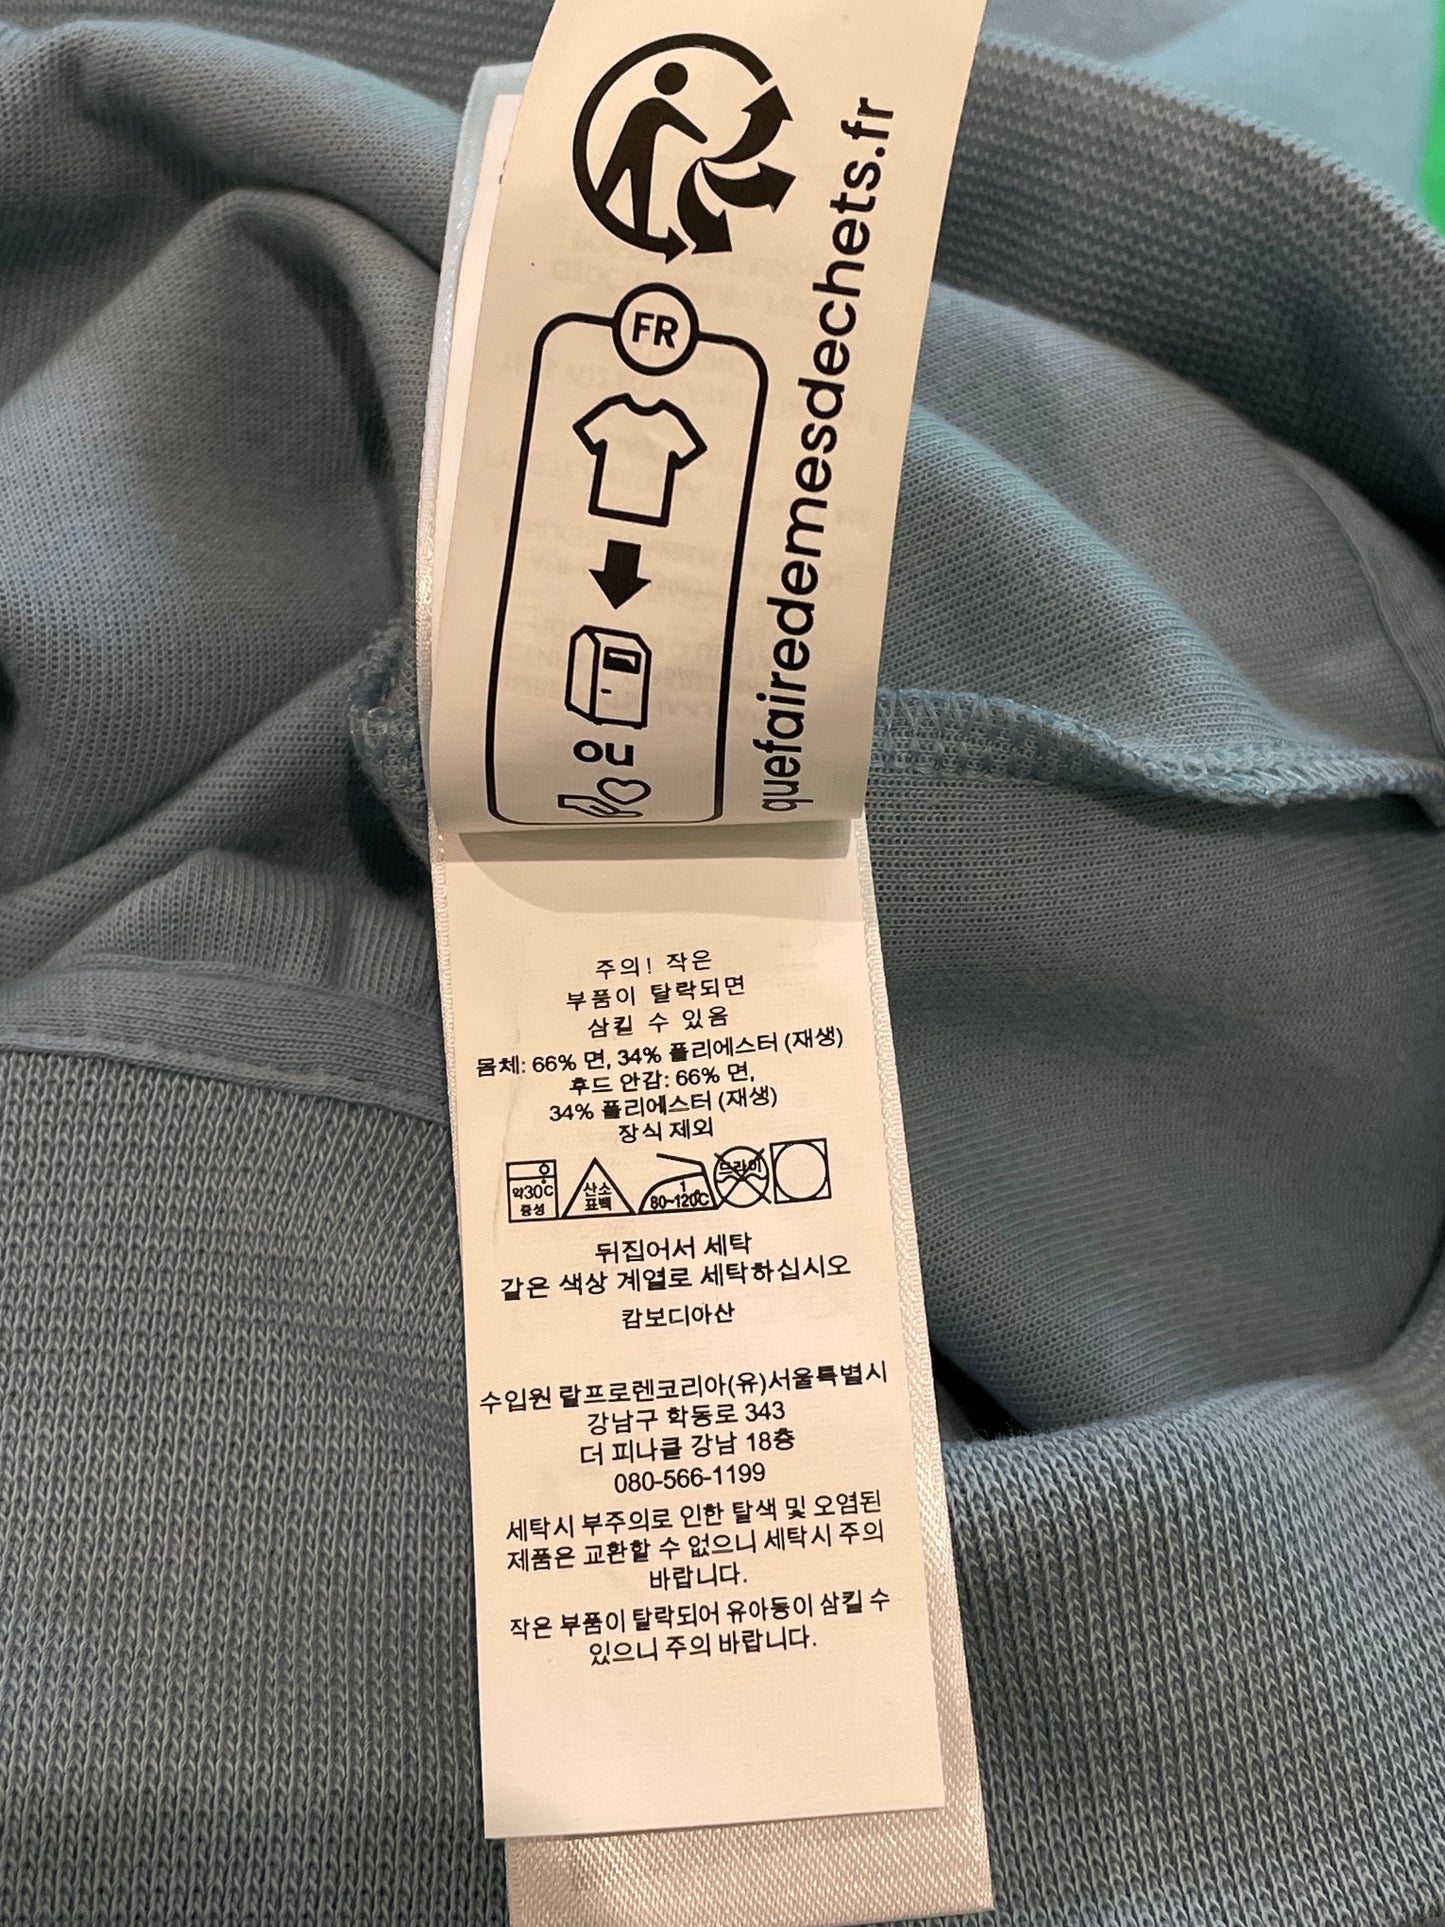 quefairedemesdechets.fr
FR
OU
주의! 작은
부품이 탈락되면
삼킬 수 있음
몸체: 66% 면, 34% 폴리에스터 (재생)
후드 안감: 66% 면,
34% 폴리에스터 (재생)
장식 제외
약30℃
중성
산소
표백
1
80~120℃
드라이
뒤집어서 세탁
같은 색상 계열로 세탁하십시오
캄보디아산
수입원 랄프로렌코리아(유)서울특별시
강남구 학동로 343
더 피나클 강남 18층
080-566-1199
세탁시 부주의로 인한 탈색 및 오염된
제품은 교환할 수 없으니 세탁시 주의
바랍니다.
작은 부품이 탈락되어 유아동이 삼킬 수
있으니 주의 바랍니다.